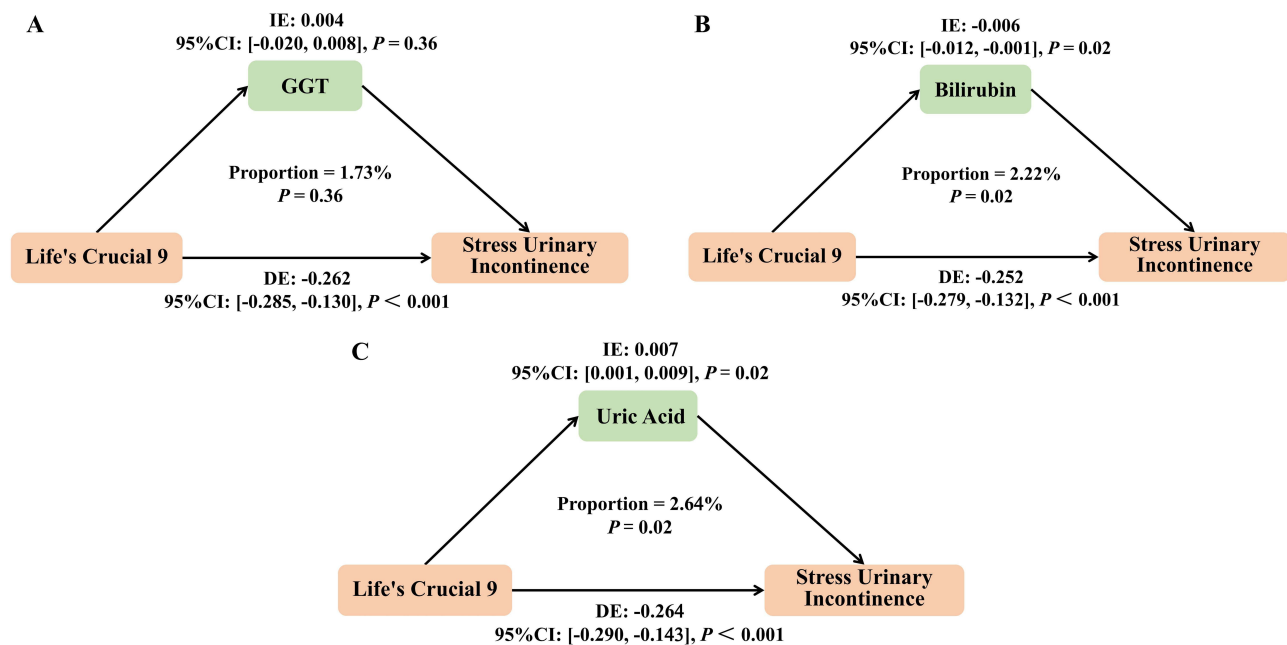 A
IE: 0.004
95%CI: [-0.020, 0.008], P = 0.36
GGT
Proportion = 1.73%
P = 0.36
Life's Crucial 9
Stress Urinary
Incontinence
DE: -0.262
95%CI: [-0.285, -0.130], P < 0.001
B
IE: -0.006
95%CI: [-0.012, -0.001], P = 0.02
Bilirubin
Proportion = 2.22%
P = 0.02
Life's Crucial 9
Stress Urinary
Incontinence
DE: -0.252
95%CI: [-0.279, -0.132], P < 0.001
C
IE: 0.007
95%CI: [0.001, 0.009], P = 0.02
Uric Acid
Proportion = 2.64%
P = 0.02
Life's Crucial 9
Stress Urinary
Incontinence
DE: -0.264
95%CI: [-0.290, -0.143], P < 0.001